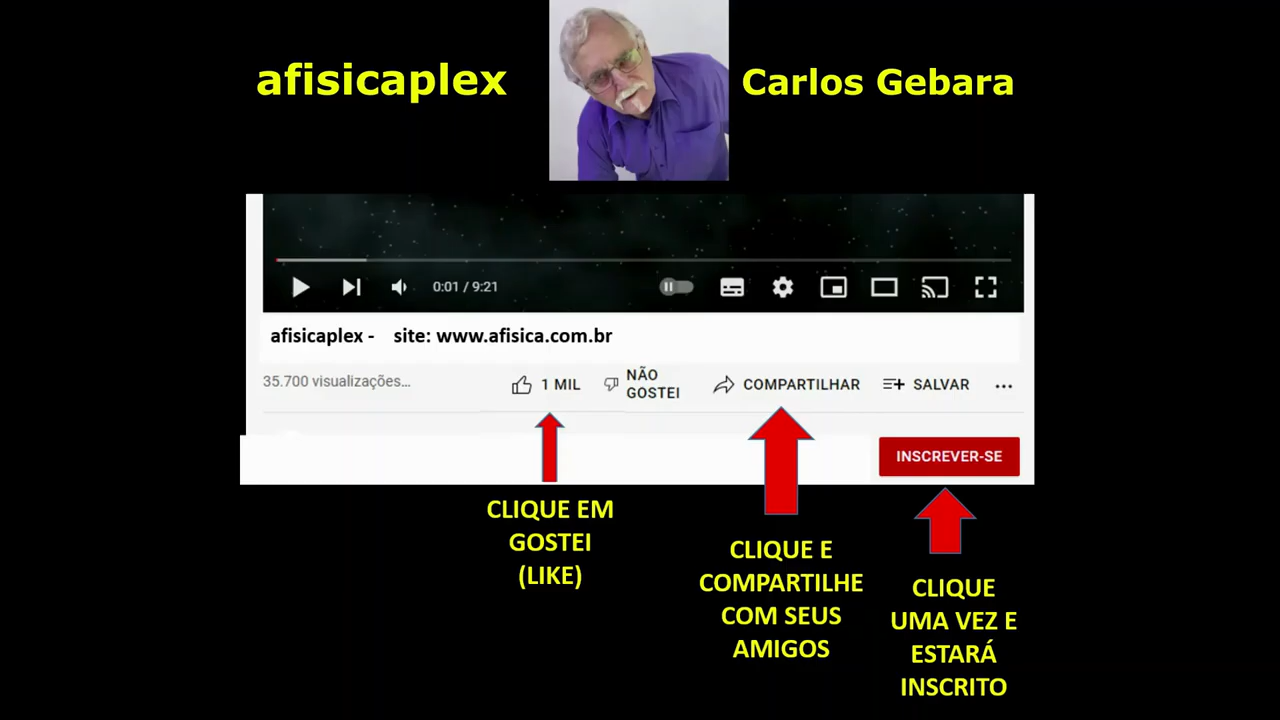 afisicaplex
Carlos Gebara
0:01 / 9:21
afisicaplex - site: www.afisica.com.br
35.700 visualizações...
1 MIL
NÃO
GOSTEI
COMPARTILHAR
SALVAR
INSCREVER-SE
CLIQUE EM
GOSTEI
(LIKE)
CLIQUE E
COMPARTILHE
COM SEUS
AMIGOS
CLIQUE
UMA VEZ E
ESTARÁ
INSCRITO